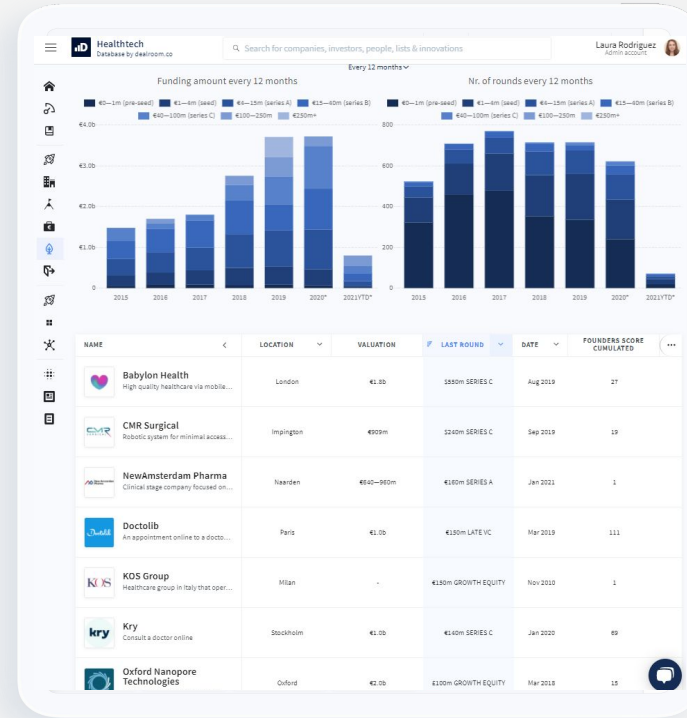 Healthtech
Database by dealroom.co
Search for companies, investors, people, lists & innovations
Laura Rodriguez
Admin account
Every 12 months
Funding amount every 12 months
€0—1m (pre-seed) €1—4m (seed) €4—15m (series A) €15—40m (series B)
€40—100m (series C) €100—250m €250m+
€4.0b
€3.0b
€2.0b
€1.0b
0
2015 2016 2017 2018 2019 2020* 2021YTD*
Nr. of rounds every 12 months
€0—1m (pre-seed) €1—4m (seed) €4—15m (series A) €15—40m (series B)
€40—100m (series C) €100—250m €250m+
800
600
400
200
0
2015 2016 2017 2018 2019 2020* 2021YTD*
NAME LOCATION VALUATION LAST ROUND DATE FOUNDERS SCORE
CUMULATED
Babylon Health
High quality healthcare via mobile...
London €1.8b $550m SERIES C Aug 2019 27
CMR
CMR Surgical
Robotic system for minimal access...
Impington €909m $240m SERIES C Sep 2019 19
NewAmsterdam Pharma
Clinical stage company focused on...
Naarden €640—960m €160m SERIES A Jan 2021 1
Doctolib
Doctolib
An appointment online to a docto...
Paris €1.0b €150m LATE VC Mar 2019 111
KOS
KOS Group
Healthcare group in Italy that oper...
Milan - €150m GROWTH EQUITY Nov 2010 1
kry
Kry
Consult a doctor online
Stockholm €1.0b €140m SERIES C Jan 2020 69
Oxford Nanopore
Technologies
Oxford €2.0b £100m GROWTH EQUITY Mar 2018 15